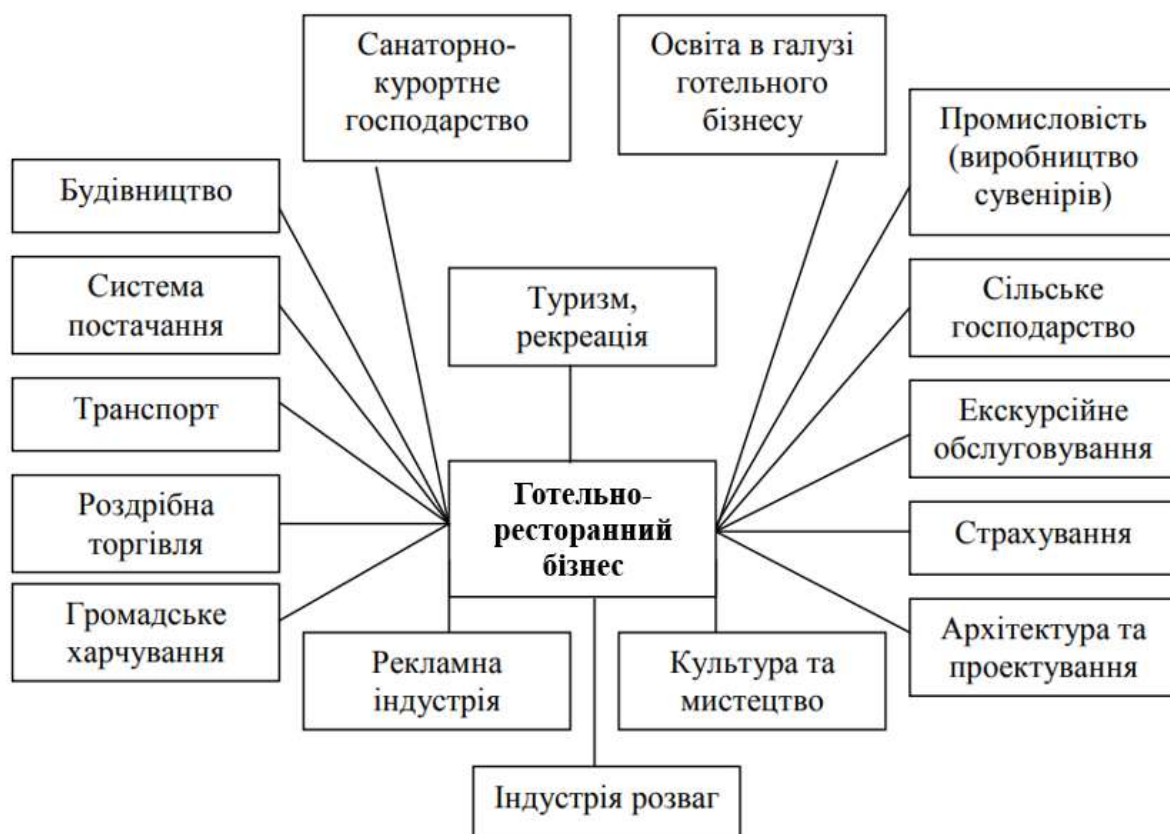 Санаторно-
курортне
господарство
Освіта в галузі
готельного
бізнесу
Промисловість
(виробництво
сувенірів)
Будівництво
Система
постачання
Туризм,
рекреація
Сільське
господарство
Транспорт
Екскурсійне
обслуговування
Роздрібна
торгівля
Готельно-
ресторанний
бізнес
Страхування
Громадське
харчування
Рекламна
індустрія
Культура та
мистецтво
Архітектура та
проектування
Індустрія розваг